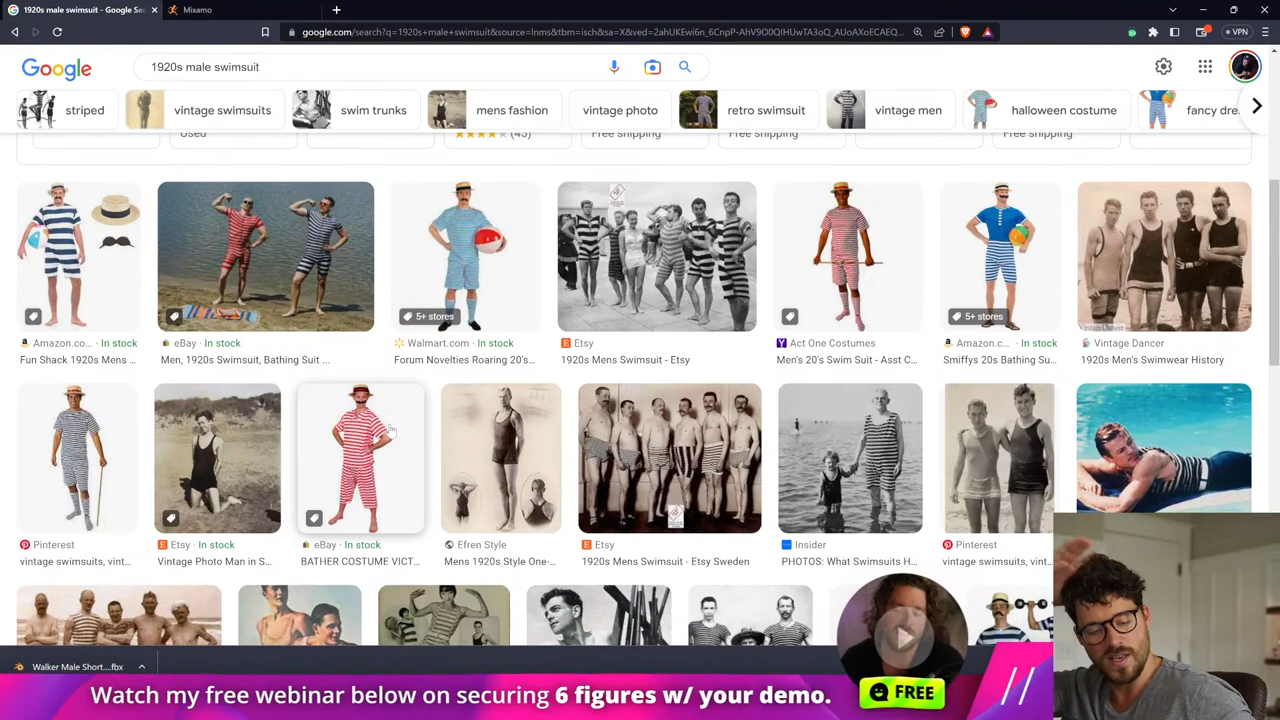 1920s male swimsuit - Google Se
Mixamo
google.com/search?q=1920s+male+swimsuit&source=lnms&tbm=isch&sa=X&ved=2ahUKEwi6n_6CnpP-AhV9O0QIHUwTA3oQ_AUoAXoECAEQ...
VPN
Google
1920s male swimsuit
striped
vintage swimsuits
swim trunks
mens fashion
vintage photo
retro swimsuit
vintage men
halloween costume
fancy dre
Used
(45)
Free shipping
Free shipping
Free shipping
5+ stores
5+ stores
Vintage Dancer
Amazon.co... · In stock
Fun Shack 1920s Mens ...
eBay · In stock
Men, 1920s Swimsuit, Bathing Suit ...
Walmart.com · In stock
Forum Novelties Roaring 20's...
Etsy
1920s Mens Swimsuit - Etsy
Act One Costumes
Men's 20's Swim Suit - Asst C...
Amazon.c... · In stock
Smiffys 20s Bathing Su...
Vintage Dancer
1920s Men's Swimwear History
Pinterest
vintage swimsuits, vint...
Etsy · In stock
Vintage Photo Man in S...
eBay · In stock
BATHER COSTUME VICT...
Efren Style
Mens 1920s Style One-...
Etsy
1920s Mens Swimsuit - Etsy Sweden
Insider
PHOTOS: What Swimsuits H...
Pinterest
vintage swimsuits, vint...
Walker Male Short....fbx
Watch my free webinar below on securing 6 figures w/ your demo.
FREE
//